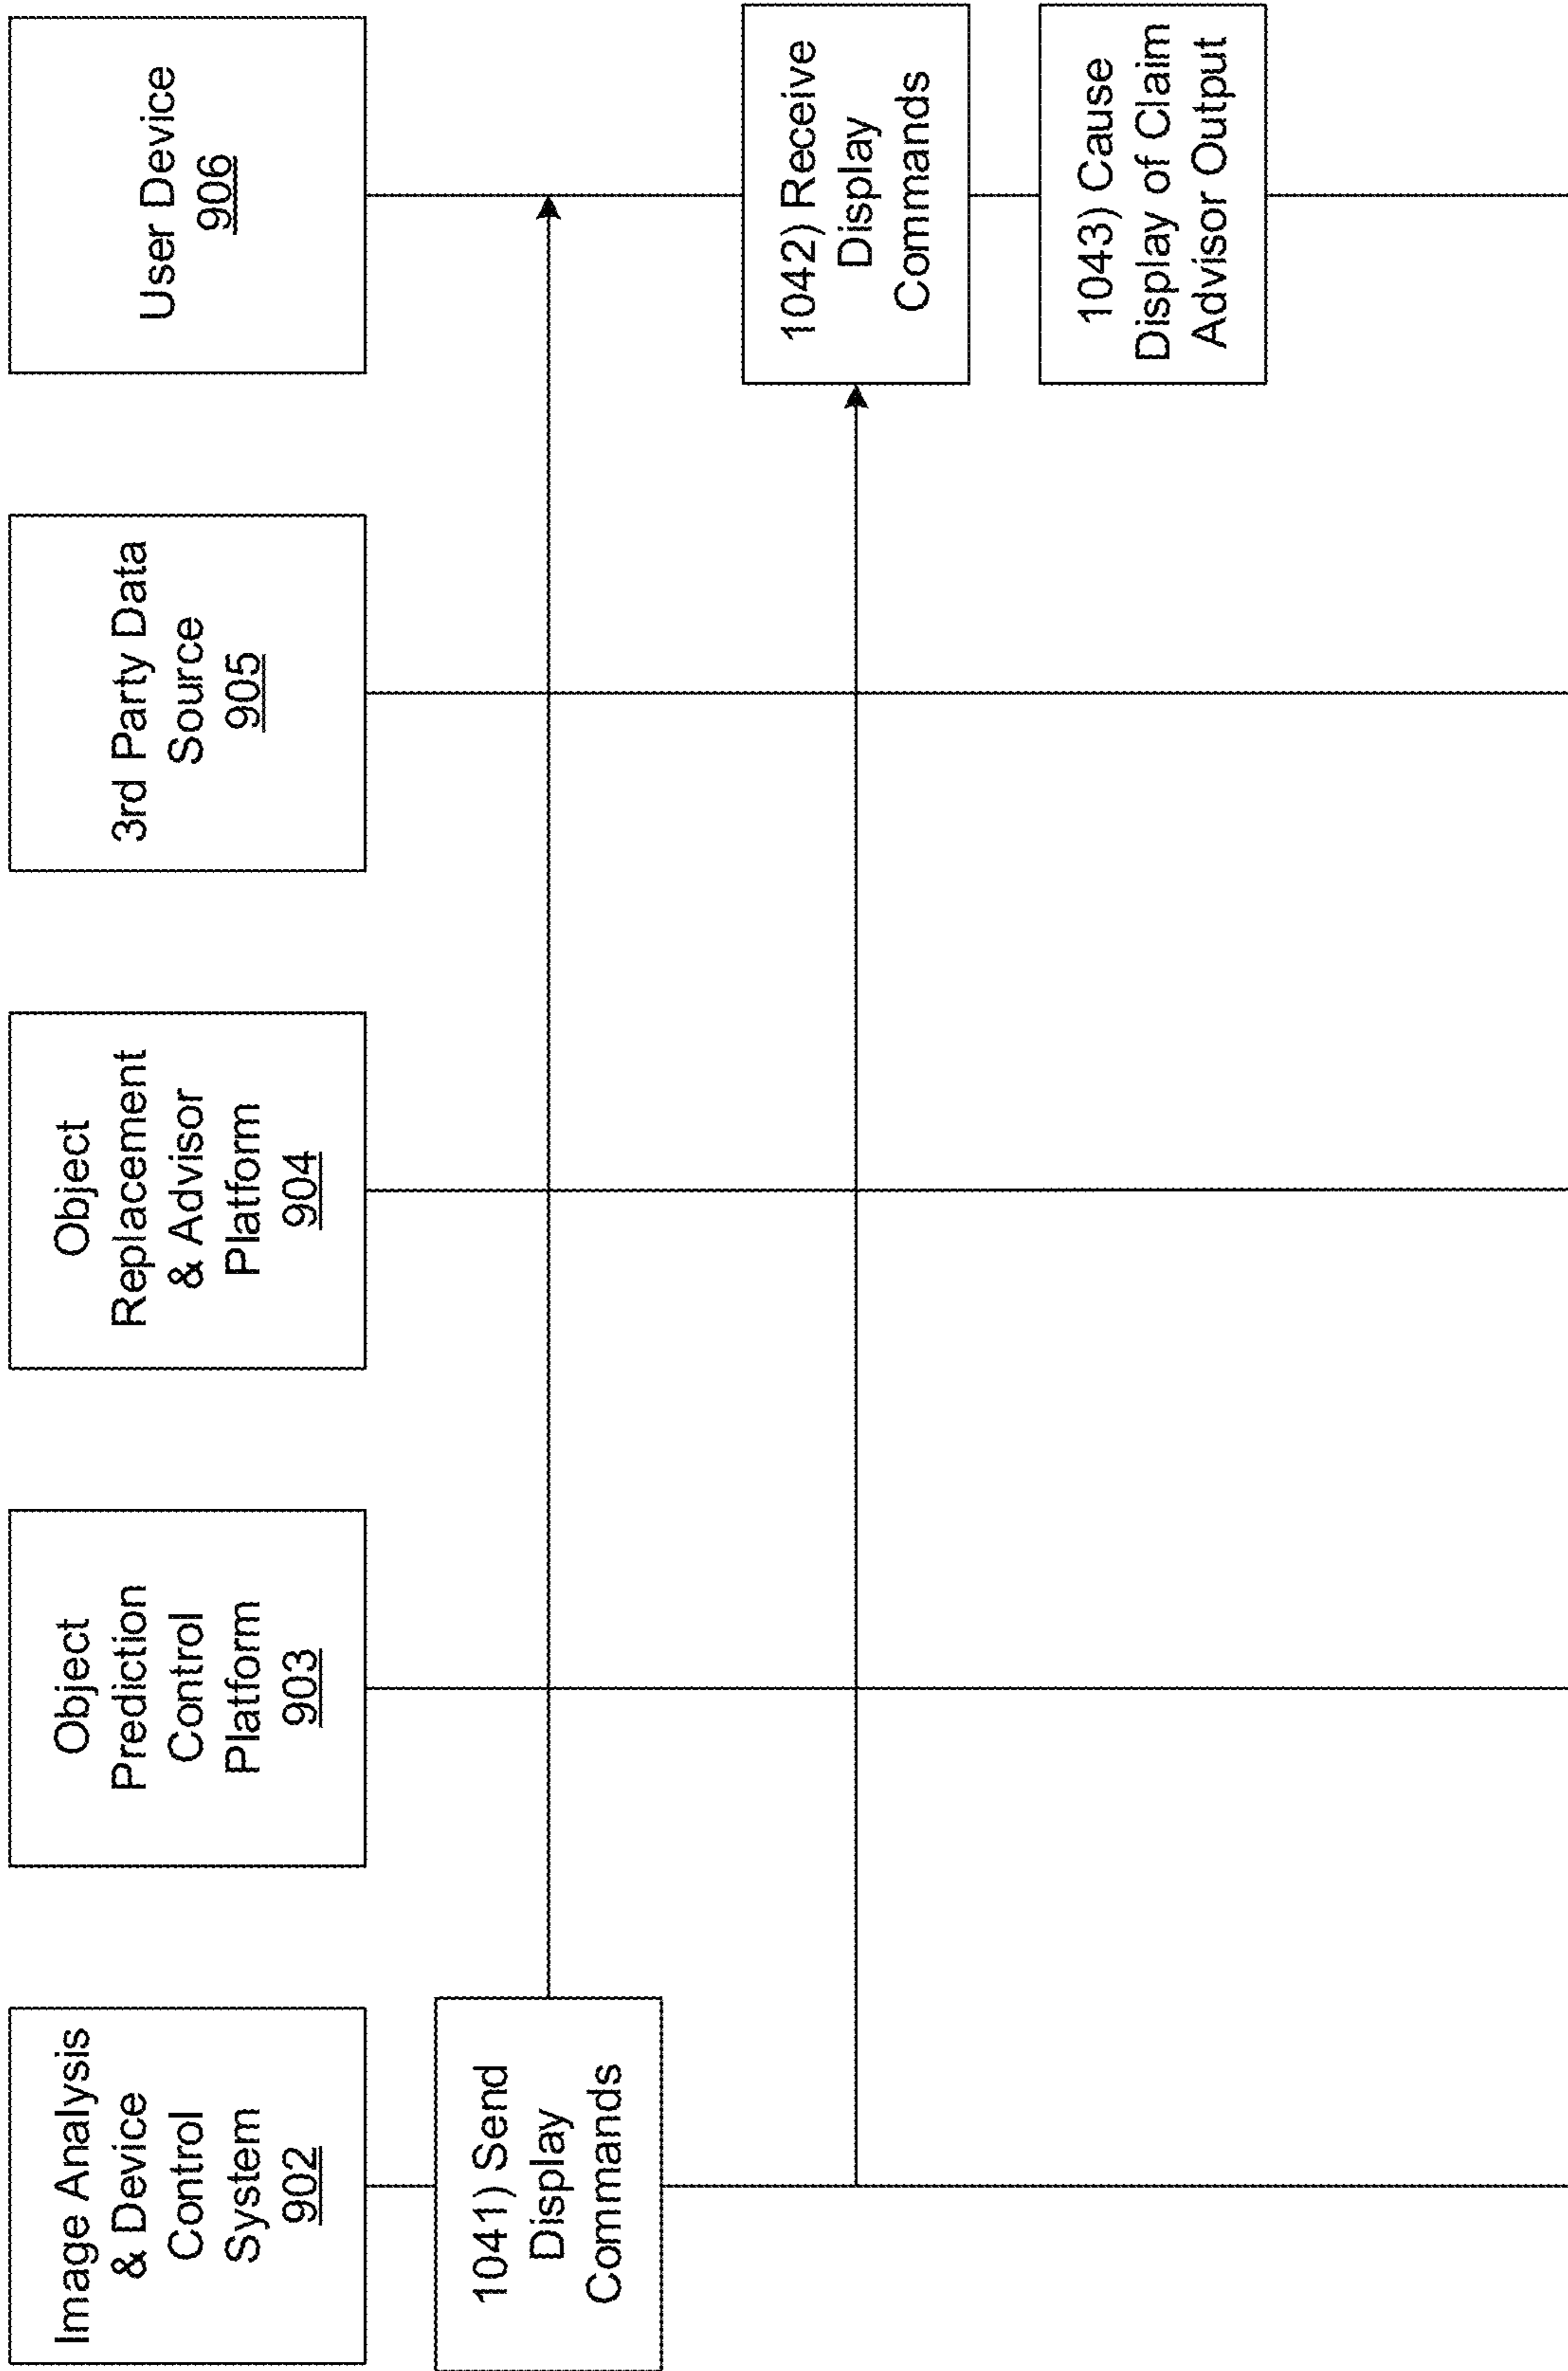 Image Analysis
& Device
Control
System
902
Object
Prediction
Control
Platform
903
Object
Replacement
& Advisor
Platform
904
3rd Party Data
Source
905
User Device
906
1041) Send
Display
Commands
1042) Receive
Display
Commands
1043) Cause
Display of Claim
Advisor Output